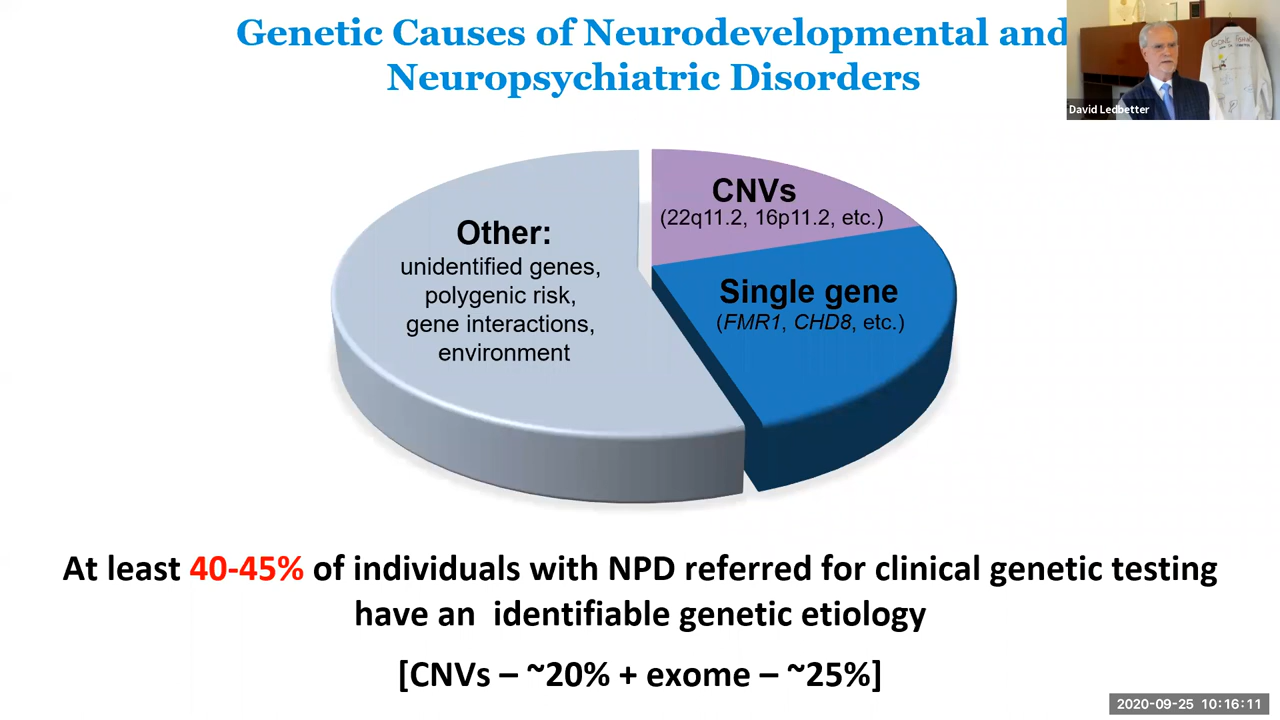 Genetic Causes of Neurodevelopmental and
Neuropsychiatric Disorders
David Ledbetter
CNVs
(22q11.2, 16p11.2, etc.)
Other:
unidentified genes,
polygenic risk,
gene interactions,
environment
Single gene
(FMR1, CHD8, etc.)
At least 40-45% of individuals with NPD referred for clinical genetic testing
have an identifiable genetic etiology
[CNVs – ~20% + exome – ~25%]
2020-09-25 10:16:11